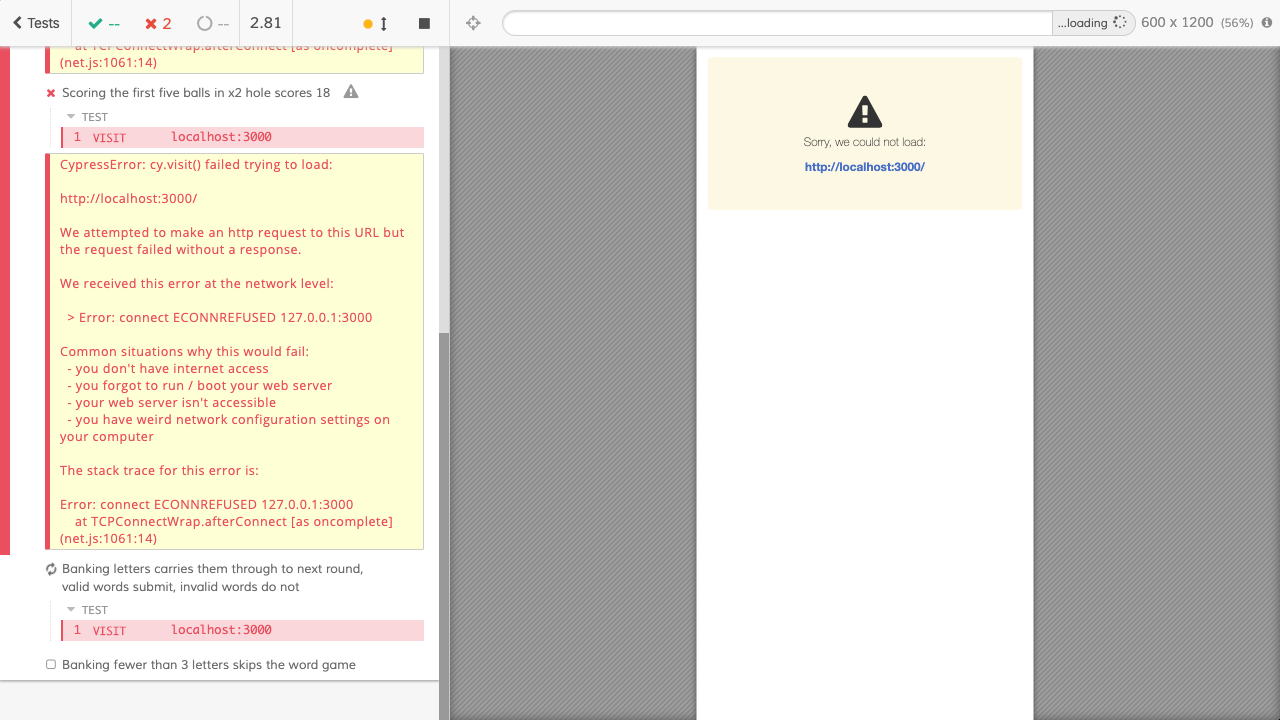 Tests
--
2
--
2.81
...loading
600 x 1200 (56%)
at TCPConnectWrap.afterConnect [as oncomplete]
(net.js:1061:14)
Scoring the first five balls in x2 hole scores 18
TEST
1 VISIT localhost:3000
CypressError: cy.visit() failed trying to load:
http://localhost:3000/
We attempted to make an http request to this URL but
the request failed without a response.
We received this error at the network level:
> Error: connect ECONNREFUSED 127.0.0.1:3000
Common situations why this would fail:
- you don't have internet access
- you forgot to run / boot your web server
- your web server isn't accessible
- you have weird network configuration settings on
your computer
The stack trace for this error is:
Error: connect ECONNREFUSED 127.0.0.1:3000
at TCPConnectWrap.afterConnect [as oncomplete]
(net.js:1061:14)
Banking letters carries them through to next round,
valid words submit, invalid words do not
TEST
1 VISIT localhost:3000
Banking fewer than 3 letters skips the word game
Sorry, we could not load:
http://localhost:3000/